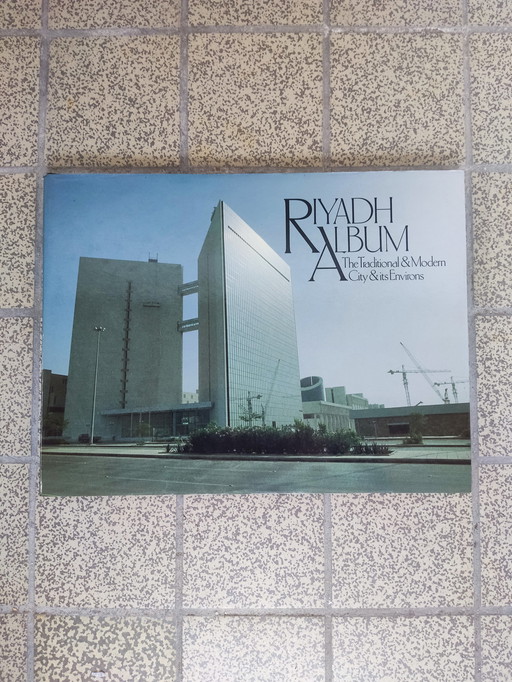 RIYADH
ALBUM
The Traditional & Modern
City & its Environs